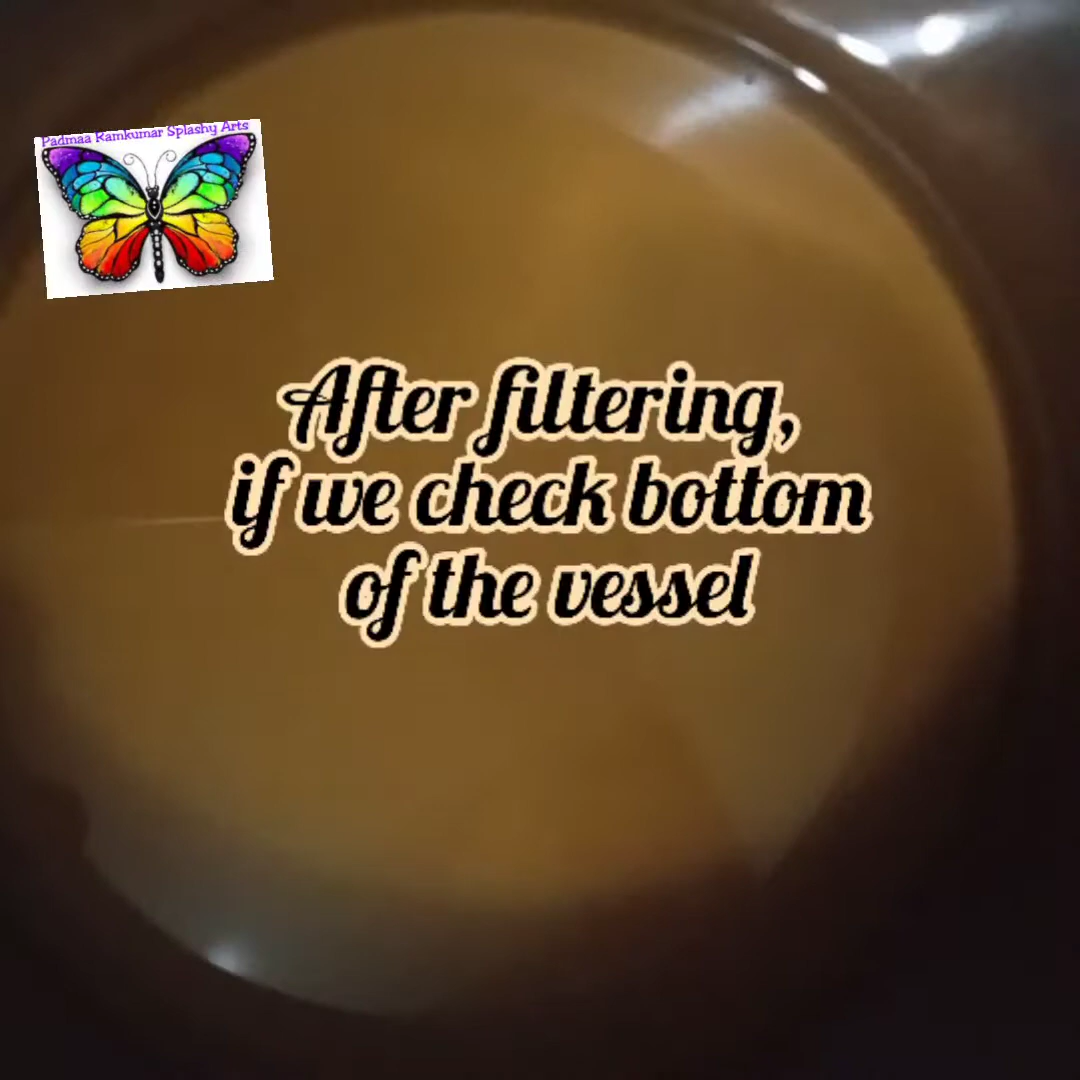 Padmaa Ramkumar Splashy Arts
After filtering,
if we check bottom
of the vessel